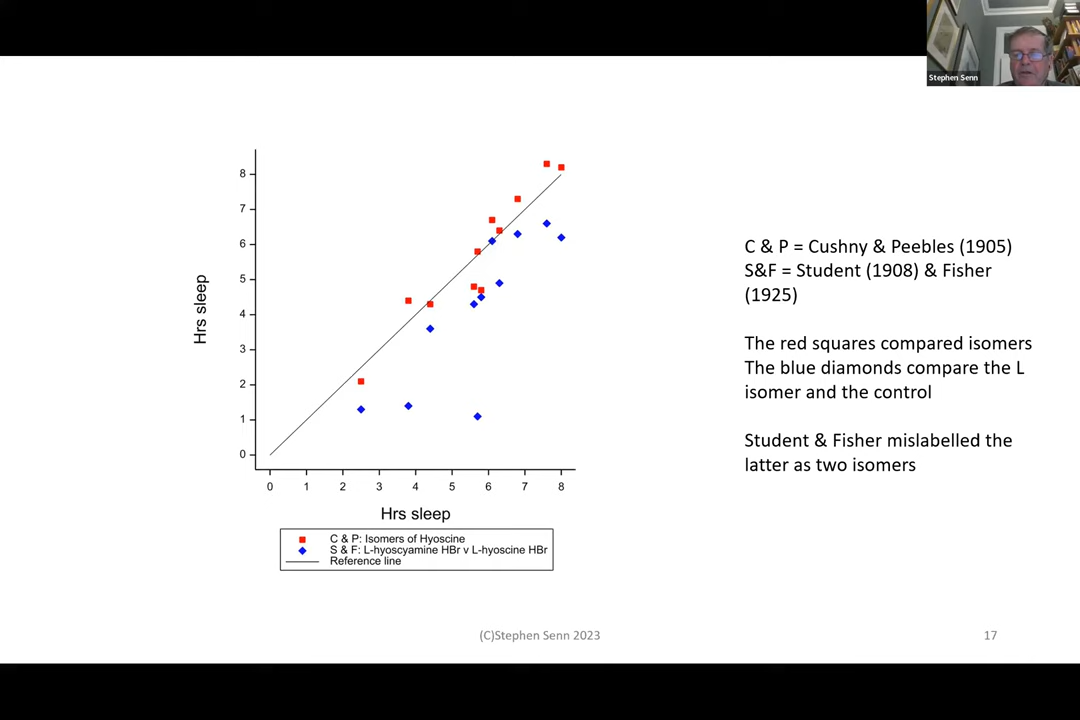 Stephen Senn
8
7
6
5
4
3
2
1
0
Hrs sleep
0 1 2 3 4 5 6 7 8
Hrs sleep
C & P: Isomers of Hyoscine
S & F: L-hyoscyamine HBr v L-hyoscine HBr
Reference line
C & P = Cushny & Peebles (1905)
S&F = Student (1908) & Fisher
(1925)
The red squares compared isomers
The blue diamonds compare the L
isomer and the control
Student & Fisher mislabelled the
latter as two isomers
(C)Stephen Senn 2023
17